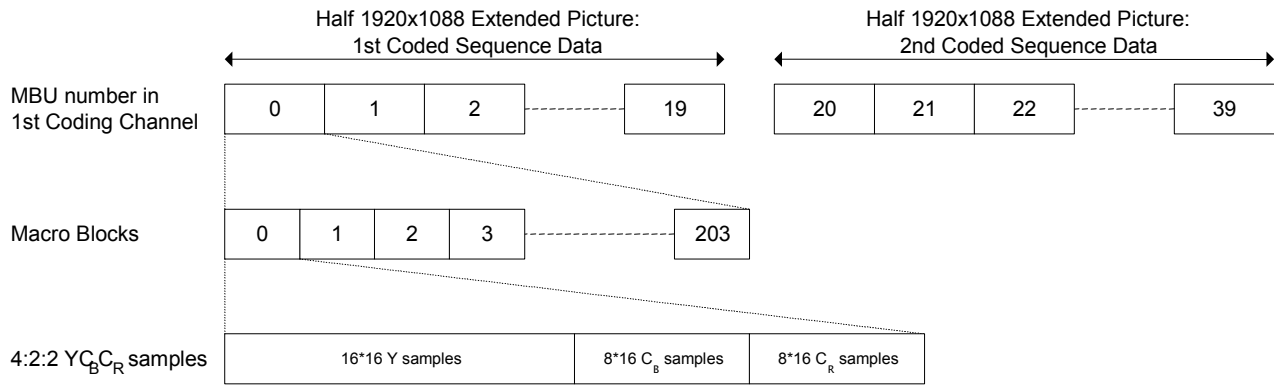 Half 1920x1088 Extended Picture:
1st Coded Sequence Data
Half 1920x1088 Extended Picture:
2nd Coded Sequence Data
MBU number in
1st Coding Channel
0 1 2 19 20 21 22 39
Macro Blocks
0 1 2 3 203
4:2:2 YCBCR samples
16*16 Y samples
8*16 CB samples
8*16 CR samples